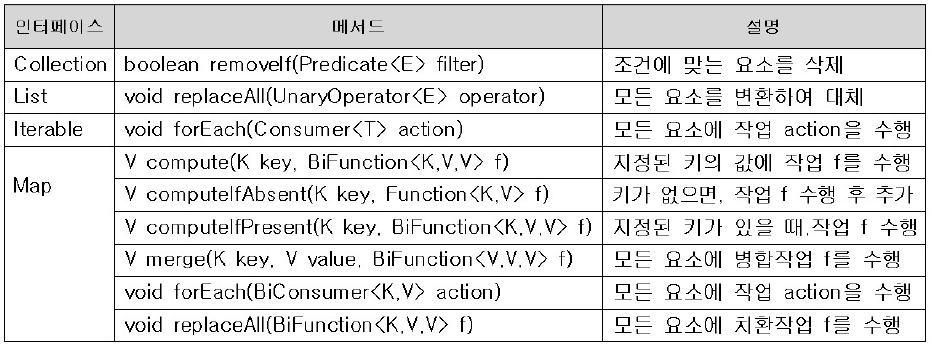 인터페이스 메서드 설명
Collection boolean removeIf(Predicate<E> filter) 조건에 맞는 요소를 삭제
List void replaceAll(UnaryOperator<E> operator) 모든 요소를 변환하여 대체
Iterable void forEach(Consumer<T> action) 모든 요소에 작업 action을 수행
Map V compute(K key, BiFunction<K,V,V> f) 지정된 키의 값에 작업 f를 수행
V computeIfAbsent(K key, Function<K,V> f) 키가 없으면, 작업 f 수행 후 추가
V computeIfPresent(K key, BiFunction<K,V,V> f) 지정된 키가 있을 때,작업 f 수행
V merge(K key, V value, BiFunction<V,V,V> f) 모든 요소에 병합작업 f를 수행
void forEach(BiConsumer<K,V> action) 모든 요소에 작업 action을 수행
void replaceAll(BiFunction<K,V,V> f) 모든 요소에 치환작업 f를 수행